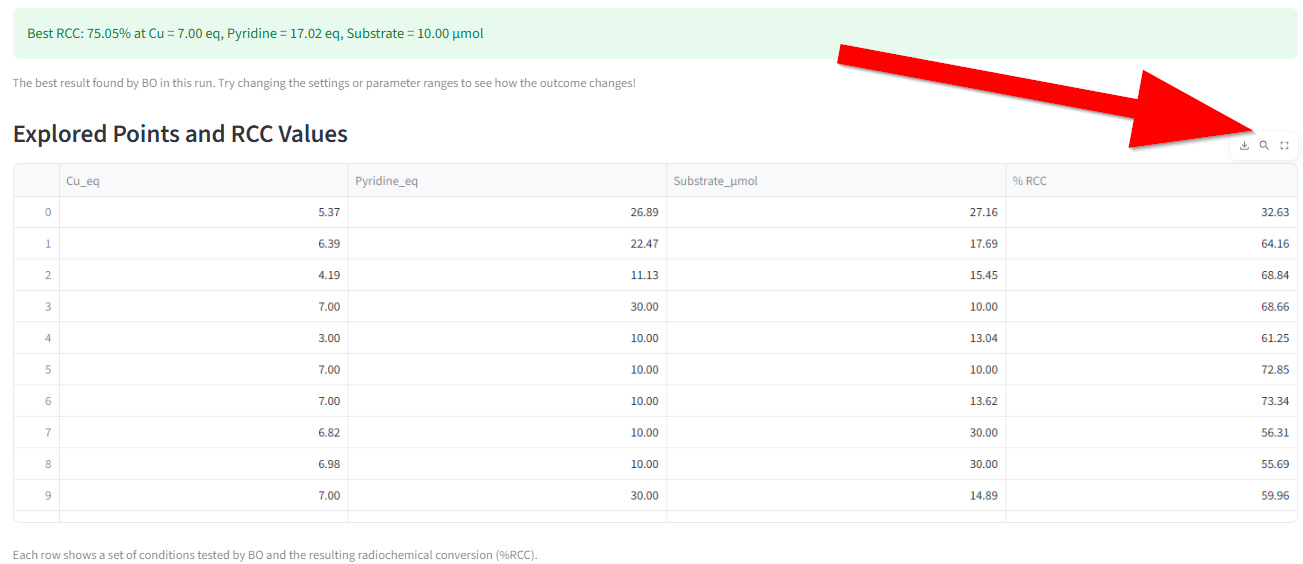 Best RCC: 75.05% at Cu = 7.00 eq, Pyridine = 17.02 eq, Substrate = 10.00 µmol
The best result found by BO in this run. Try changing the settings or parameter ranges to see how the outcome changes!
Explored Points and RCC Values
Cu_eq Pyridine_eq Substrate_µmol % RCC
0 5.37 26.89 27.16 32.63
1 6.39 22.47 17.69 64.16
2 4.19 11.13 15.45 68.84
3 7.00 30.00 10.00 68.66
4 3.00 10.00 13.04 61.25
5 7.00 10.00 10.00 72.85
6 7.00 10.00 13.62 73.34
7 6.82 10.00 30.00 56.31
8 6.98 10.00 30.00 55.69
9 7.00 30.00 14.89 59.96
Each row shows a set of conditions tested by BO and the resulting radiochemical conversion (%RCC).